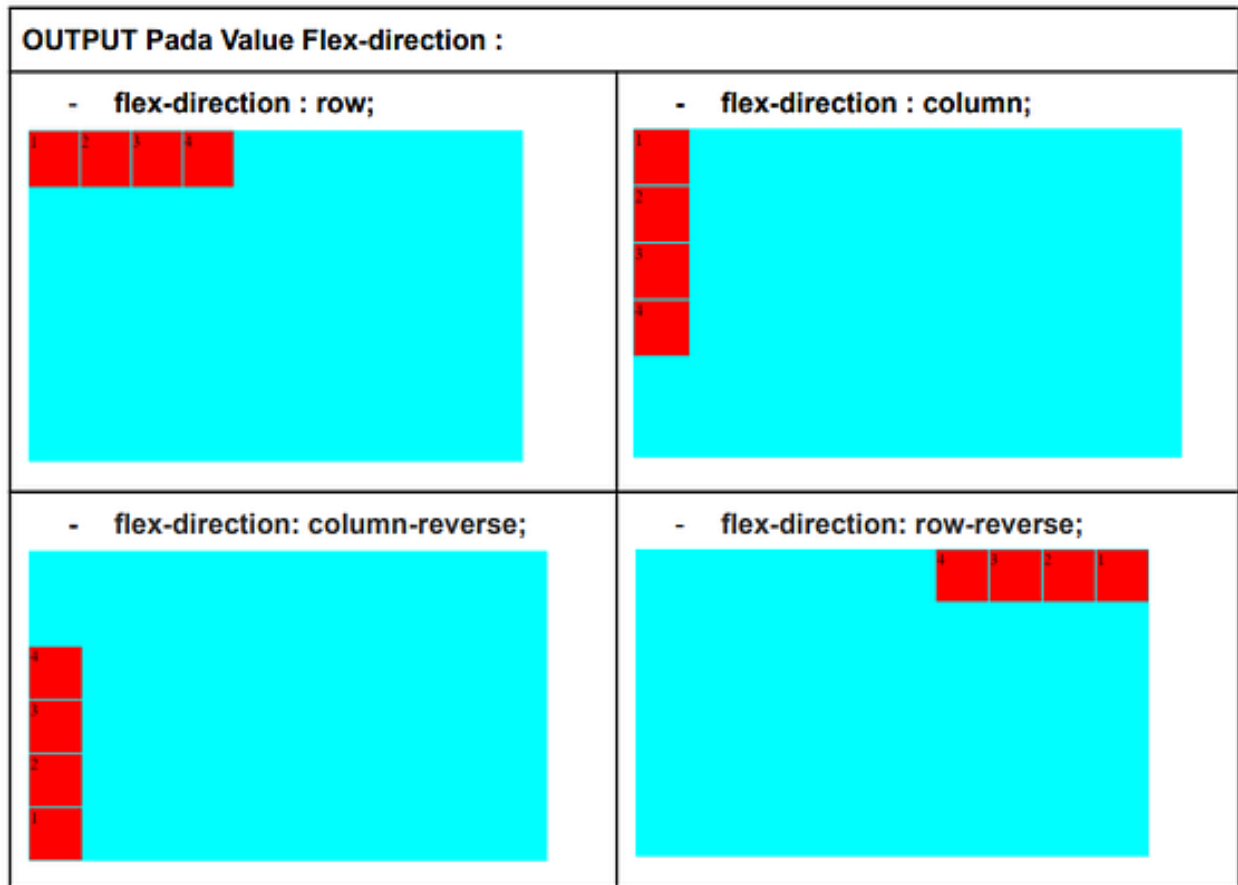 OUTPUT Pada Value Flex-direction :
- flex-direction : row;
1 2 3 4
- flex-direction : column;
1
2
3
4
- flex-direction: column-reverse;
4
3
2
1
- flex-direction: row-reverse;
4 3 2 1